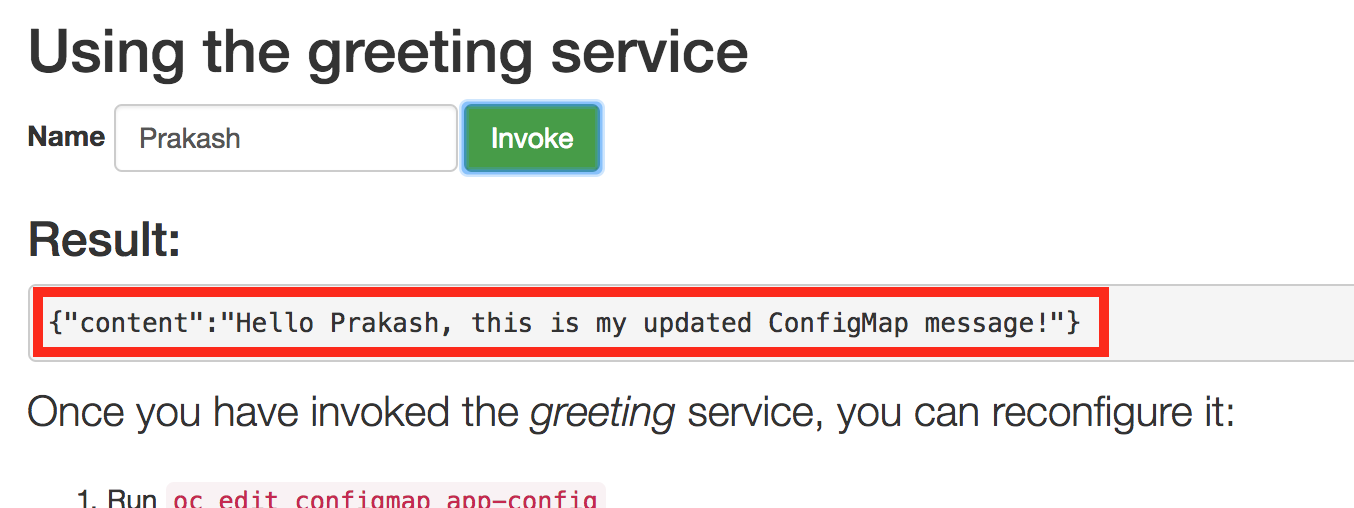 Using the greeting service
Name Prakash Invoke
Result:
{"content":"Hello Prakash, this is my updated ConfigMap message!"}
Once you have invoked the greeting service, you can reconfigure it:
1. Run oc edit configmap app-config